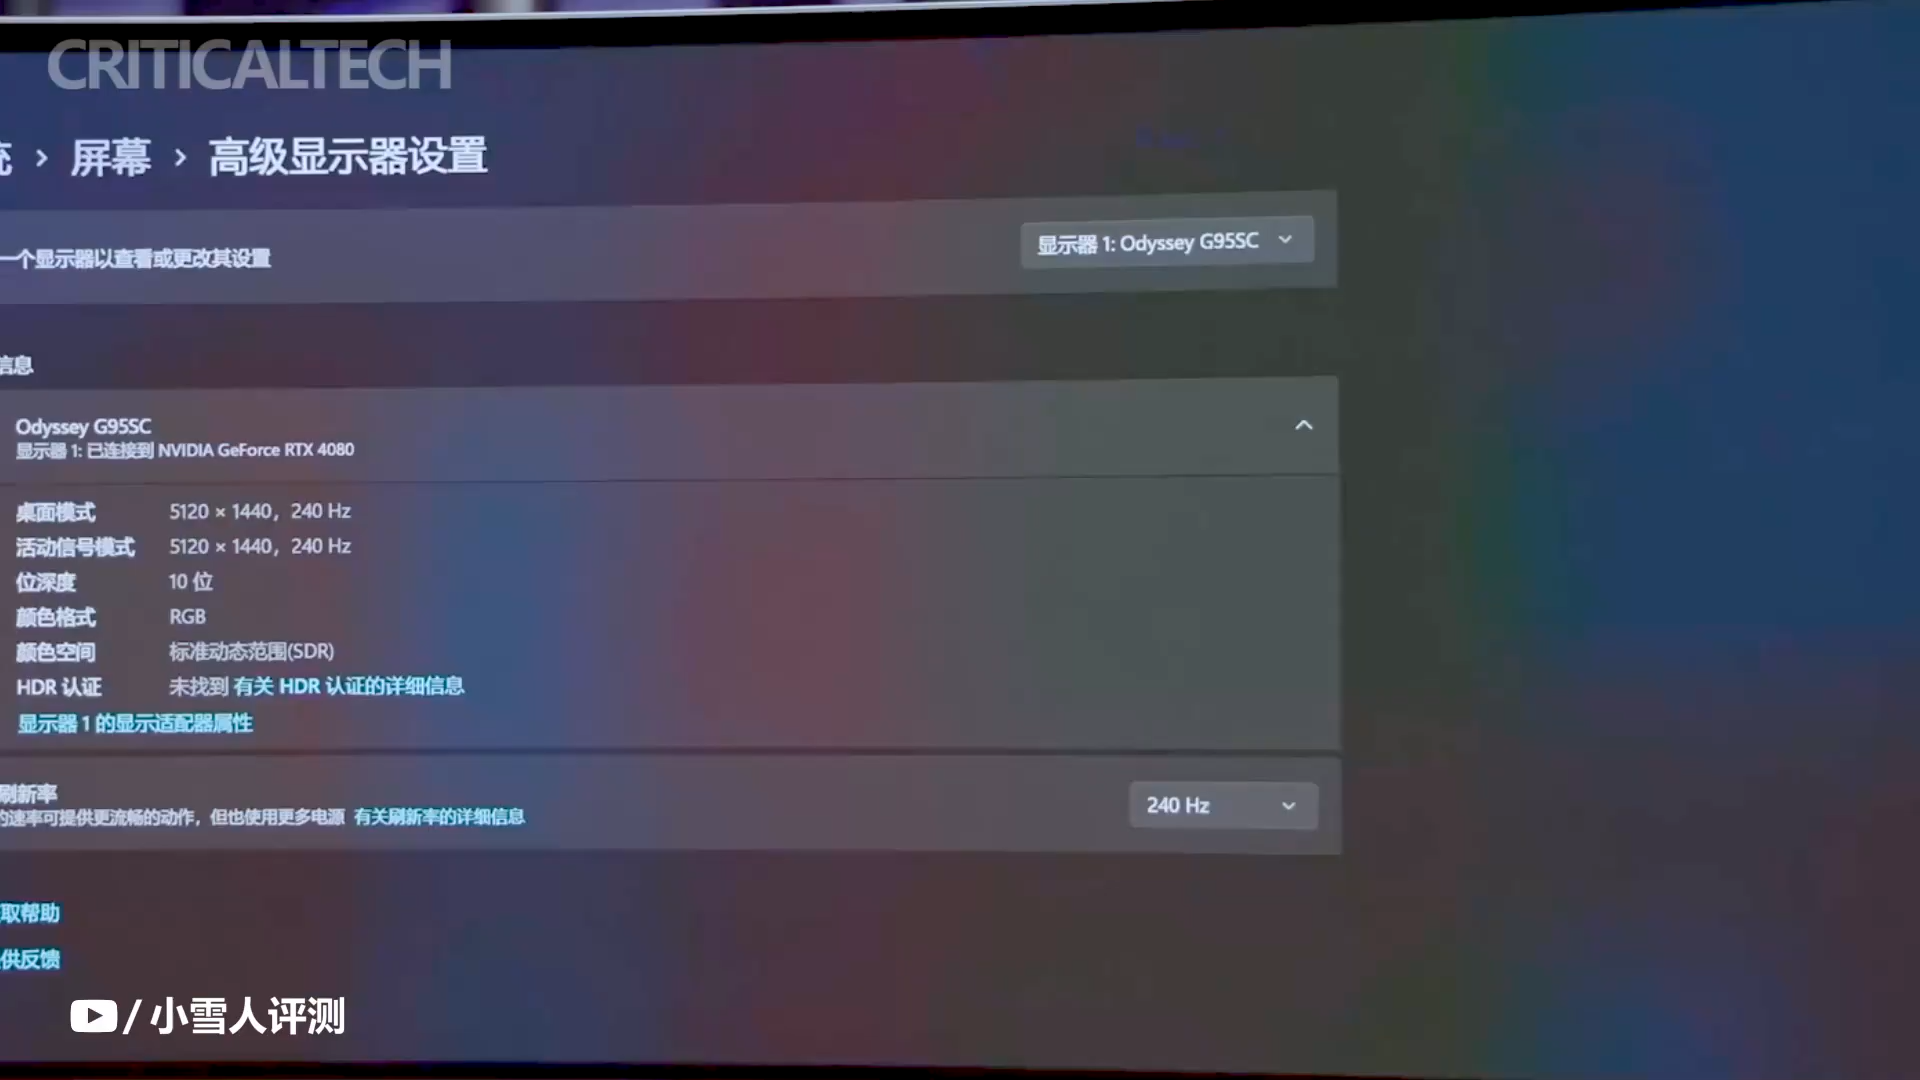 CRITICALTECH
› 屏幕 › 高级显示器设置
一个显示器以查看或更改其设置
显示器 1: Odyssey G95SC
信息
Odyssey G95SC
显示器 1: 已连接到 NVIDIA GeForce RTX 4080
桌面模式 5120 × 1440，240 Hz
活动信号模式 5120 × 1440，240 Hz
位深度 10 位
颜色格式 RGB
颜色空间 标准动态范围(SDR)
HDR 认证 未找到 有关 HDR 认证的详细信息
显示器 1 的显示适配器属性
刷新率
的速率可提供更流畅的动作，但也使用更多电源 有关刷新率的详细信息
240 Hz
取帮助
供反馈
/ 小雪人评测